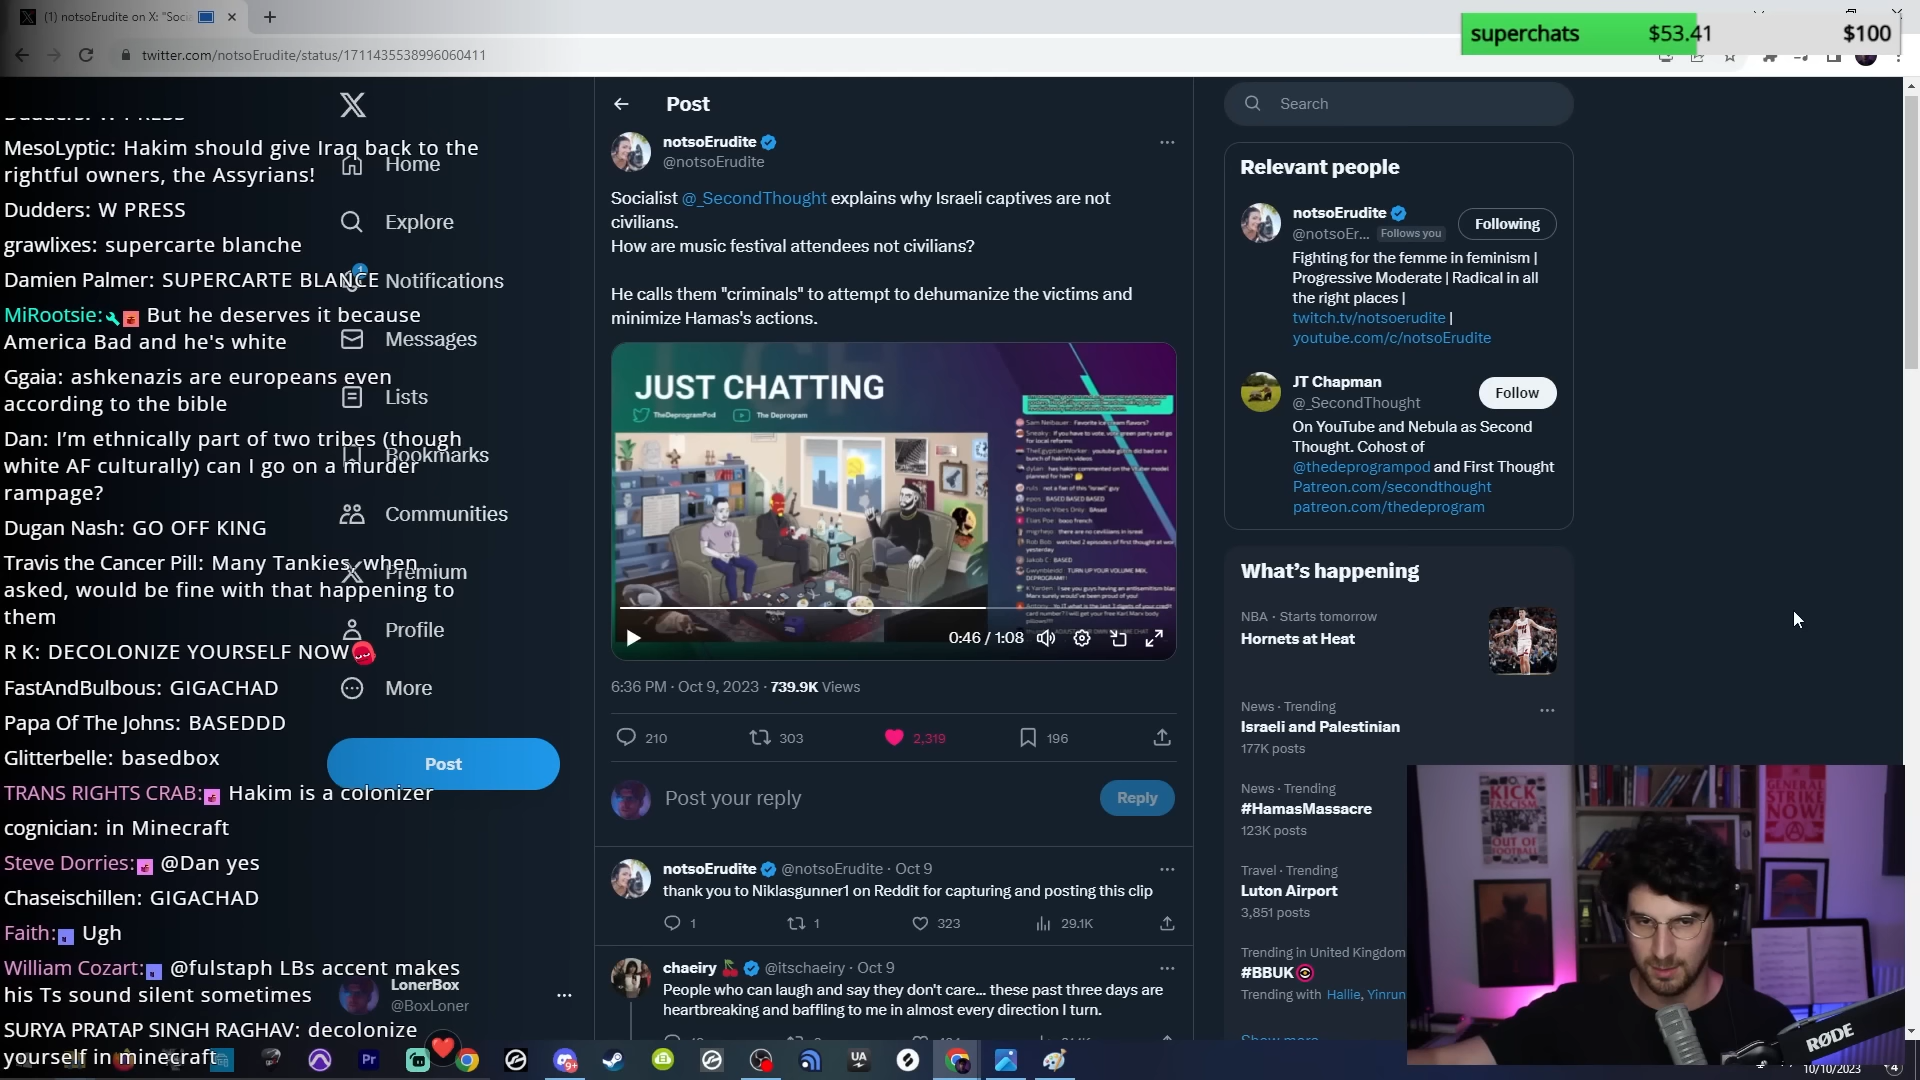 (1) notsoErudite on X: "Soci
superchats $53.41 $100
twitter.com/notsoErudite/status/1711435538996060411
MesoLyptic: Hakim should give Iraq back to the
rightful owners, the Assyrians!
Dudders: W PRESS
grawlixes: supercarte blanche
Damien Palmer: SUPERCARTE BLANCE
MiRootsie: But he deserves it because
America Bad and he's white
Ggaia: ashkenazis are europeans even
according to the bible
Dan: I'm ethnically part of two tribes (though
white AF culturally) can I go on a murder
rampage?
Dugan Nash: GO OFF KING
Travis the Cancer Pill: Many Tankies, when
asked, would be fine with that happening to
them
R K: DECOLONIZE YOURSELF NOW
FastAndBulbous: GIGACHAD
Papa Of The Johns: BASEDDD
Glitterbelle: basedbox
TRANS RIGHTS CRAB: Hakim is a colonizer
cognician: in Minecraft
Steve Dorries: @Dan yes
Chaseischillen: GIGACHAD
Faith: Ugh
William Cozart: @fulstaph LBs accent makes
his Ts sound silent sometimes
SURYA PRATAP SINGH RAGHAV: decolonize
yourself in minecraft
Home
Explore
1
Notifications
Messages
Lists
Bookmarks
Communities
Premium
Profile
More
Post
LonerBox
@BoxLoner
Post
notsoErudite
@notsoErudite
Socialist @_SecondThought explains why Israeli captives are not
civilians.
How are music festival attendees not civilians?
He calls them "criminals" to attempt to dehumanize the victims and
minimize Hamas's actions.
JUST CHATTING
TheDeprogramPod The Deprogram
0:46 / 1:08
6:36 PM · Oct 9, 2023 · 739.9K Views
210 303 2,319 196
Post your reply
Reply
notsoErudite @notsoErudite · Oct 9
thank you to Niklasgunner1 on Reddit for capturing and posting this clip
1 1 323 29.1K
chaeiry @itschaeiry · Oct 9
People who can laugh and say they don't care... these past three days are
heartbreaking and baffling to me in almost every direction I turn.
Search
Relevant people
notsoErudite
@notsoEr... Follows you
Following
Fighting for the femme in feminism |
Progressive Moderate | Radical in all
the right places |
twitch.tv/notsoerudite |
youtube.com/c/notsoErudite
JT Chapman
@_SecondThought
Follow
On YouTube and Nebula as Second
Thought. Cohost of
@thedeprogrampod and First Thought
Patreon.com/secondthought
Patreon.com/thedeprogram
What's happening
NBA · Starts tomorrow
Hornets at Heat
News · Trending
Israeli and Palestinian
177K posts
News · Trending
#HamasMassacre
123K posts
Travel · Trending
Luton Airport
3,851 posts
Trending in United Kingdom
#BBUK
Trending with Hallie, Yinrun
Show more
KICK
FASCISM
OUT OF
FOOTBALL
GENERAL
STRIKE
NOW!
RØDE
Pr
9+
UA
10/10/2023
4